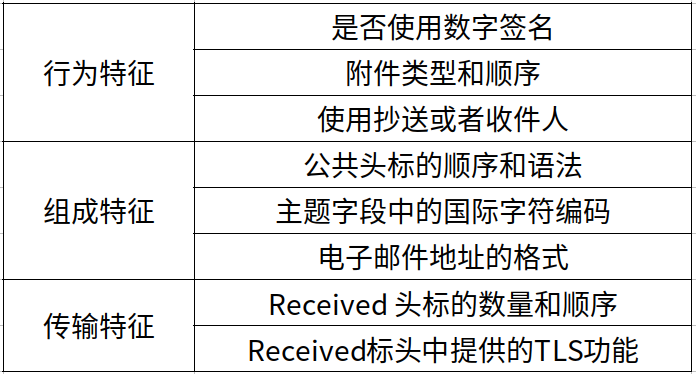 行为特征
是否使用数字签名
附件类型和顺序
使用抄送或者收件人
组成特征
公共头标的顺序和语法
主题字段中的国际字符编码
电子邮件地址的格式
传输特征
Received 头标的数量和顺序
Received标头中提供的TLS功能